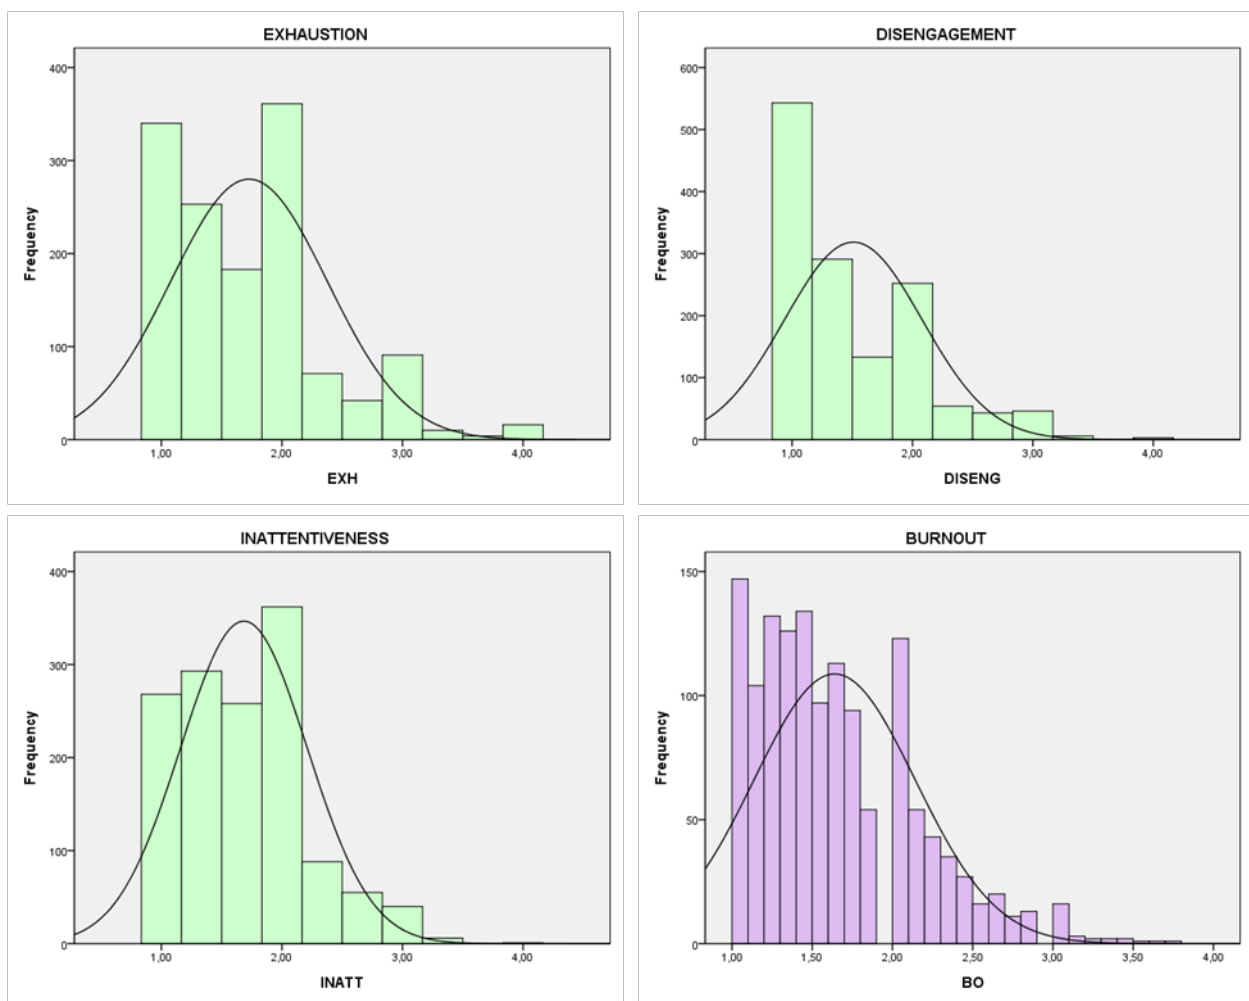 EXHAUSTION
400
300
200
100
0
Frequency
1,00 2,00 3,00 4,00
EXH
DISENGAGEMENT
600
500
400
300
200
100
0
Frequency
1,00 2,00 3,00 4,00
DISENG
INATTENTIVENESS
400
300
200
100
0
Frequency
1,00 2,00 3,00 4,00
INATT
BURNOUT
150
100
50
0
Frequency
1,00 1,50 2,00 2,50 3,00 3,50 4,00
BO